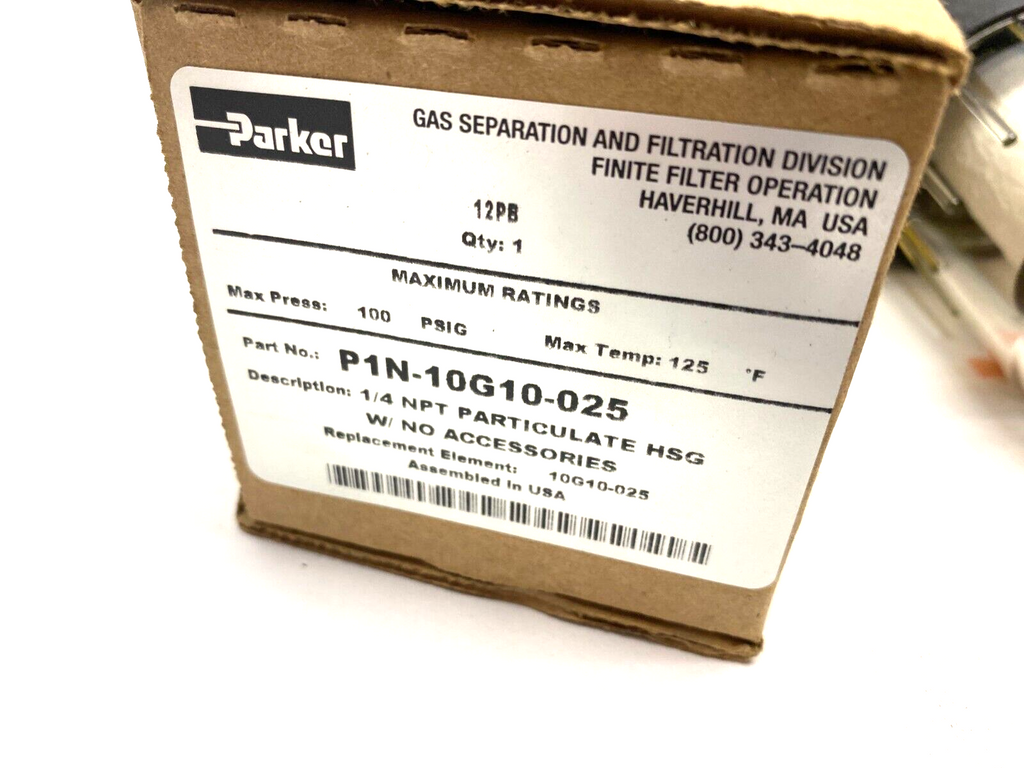 Parker
GAS SEPARATION AND FILTRATION DIVISION
FINITE FILTER OPERATION
HAVERHILL, MA USA
(800) 343–4048
12PB
Qty: 1
MAXIMUM RATINGS
Max Press: 100 PSIG Max Temp: 125 °F
Part No.: P1N-10G10-025
Description: 1/4 NPT PARTICULATE HSG
W/ NO ACCESSORIES
Replacement Element: 10G10-025
Assembled in USA